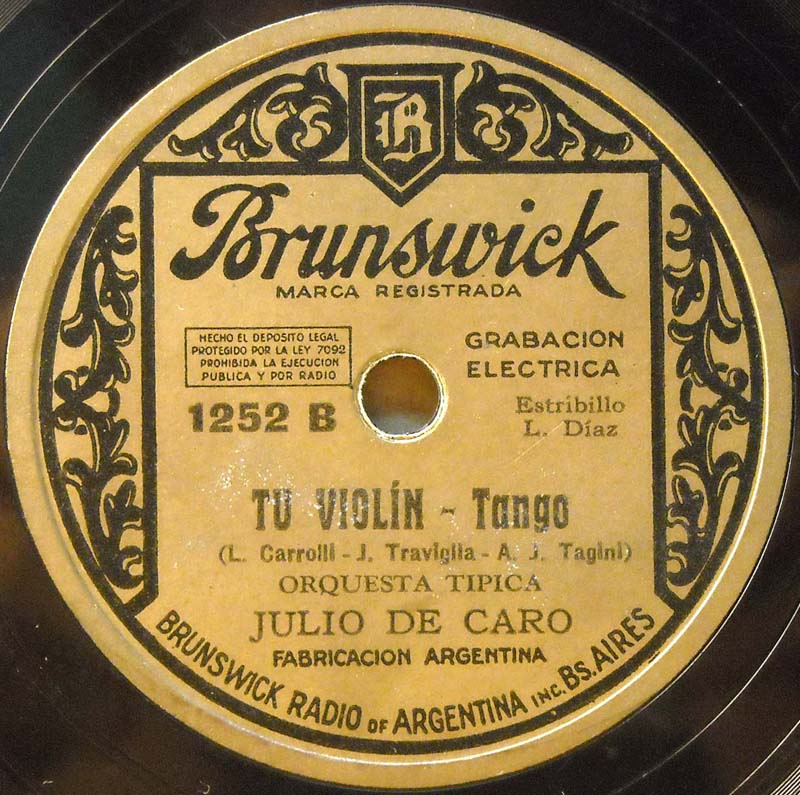 B
Brunswick
MARCA REGISTRADA
HECHO EL DEPOSITO LEGAL
PROTEGIDO POR LA LEY 7092
PROHIBIDA LA EJECUCION
PUBLICA Y POR RADIO
GRABACION
ELECTRICA
1252 B
Estribillo
L. Díaz
TU VIOLÍN - Tango
(L. Carrolli - J. Traviglia - A. J. Tagini)
ORQUESTA TIPICA
JULIO DE CARO
FABRICACION ARGENTINA
BRUNSWICK RADIO OF ARGENTINA INC. Bs. AIRES